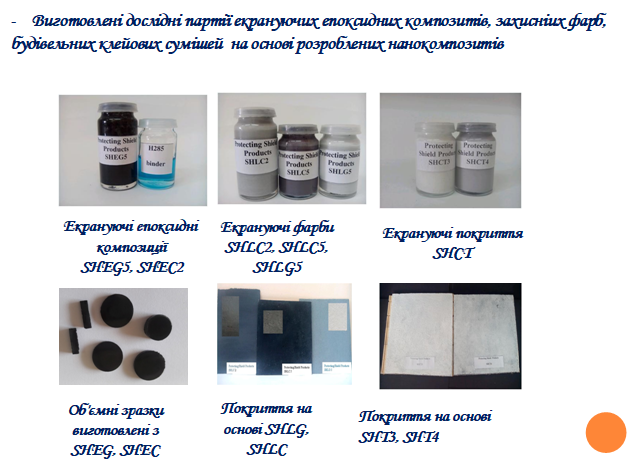 - Виготовлені дослідні партії екрануючих епоксидних композитів, захисніих фарб,
будівельних клейових сумішей на основі розроблених нанокомпозитів
Protecting Shield
Products
SHEG5
H285
binder
Protecting Shield
Products
SHLC2
Protecting Shield
Products
SHLC5
Protecting Shield
Products
SHLG5
Protecting
Shield Product
SHCT3
Protecting
Shield Product
SHCT4
Екрануючі епоксидні
композиції
SHEG5, SHEC2
Екрануючі фарби
SHLC2, SHLC5,
SHLG5
Екрануючі покриття
SHCT
Об'ємні зразки
виготовлені з
SHEG, SHEC
Покриття на
основі SHLG,
SHLC
Покриття на основі
SHT3, SHT4